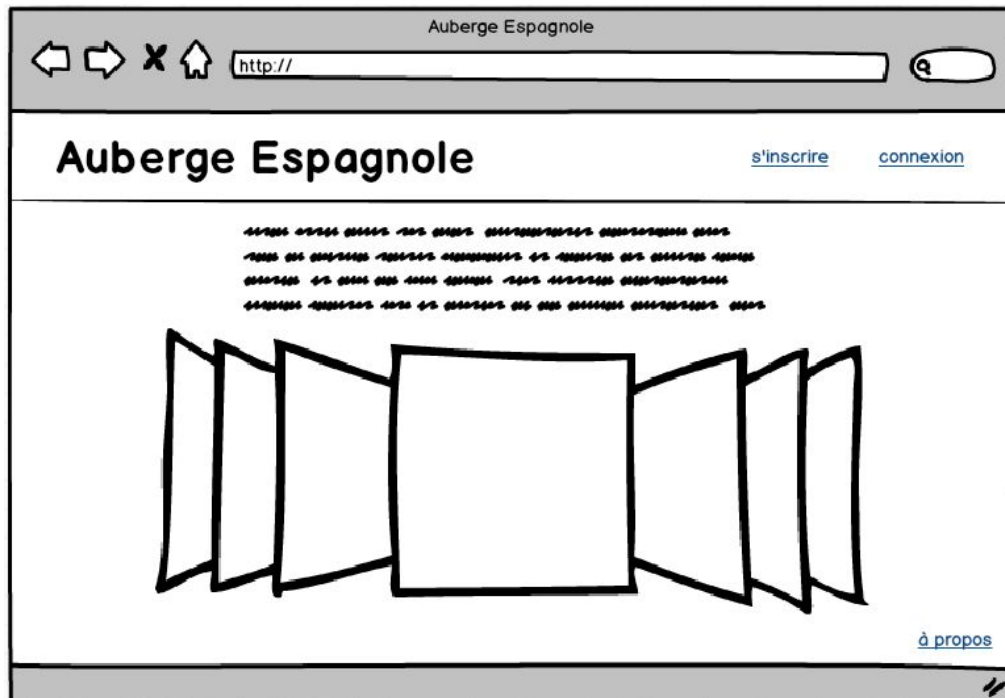 Auberge Espagnole
http://
Auberge Espagnole
s'inscrire connexion
à propos